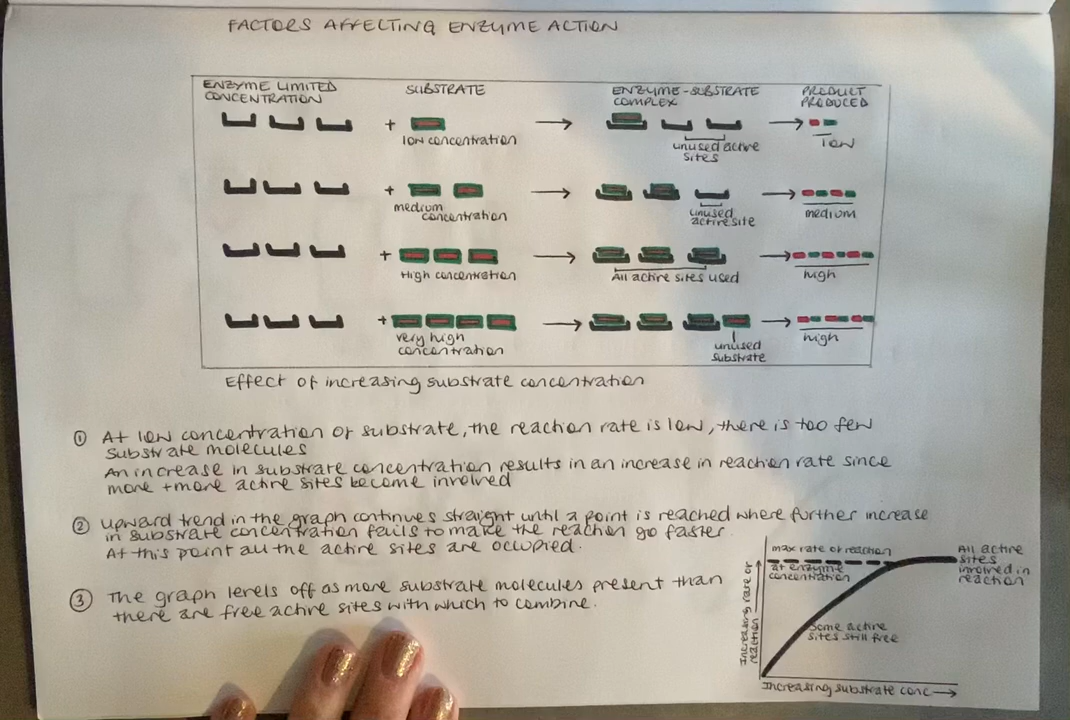 FACTORS AFFECTING ENZYME ACTION
ENZYME LIMITED
CONCENTRATION
SUBSTRATE
ENZYME-SUBSTRATE
COMPLEX
PRODUCT
PRODUCED
+
low concentration
unused active
sites
low
+
medium
concentration
unused
active site
medium
+
High concentration
All active sites used
high
+
very high
concentration
unused
substrate
high
Effect of increasing substrate concentration
① At low concentration of substrate, the reaction rate is low, there is too few
substrate molecules
An increase in substrate concentration results in an increase in reaction rate since
more + more active sites become involved
② Upward trend in the graph continues straight until a point is reached where further increase
in substrate concentration fails to make the reaction go faster.
At this point all the active sites are occupied.
③ The graph levels off as more substrate molecules present than
there are free active sites with which to combine.
max rate of reaction
at enzyme
concentration
All active
sites
involved in
reaction
Some active
sites still free
Increasing rate of
reaction
Increasing substrate conc